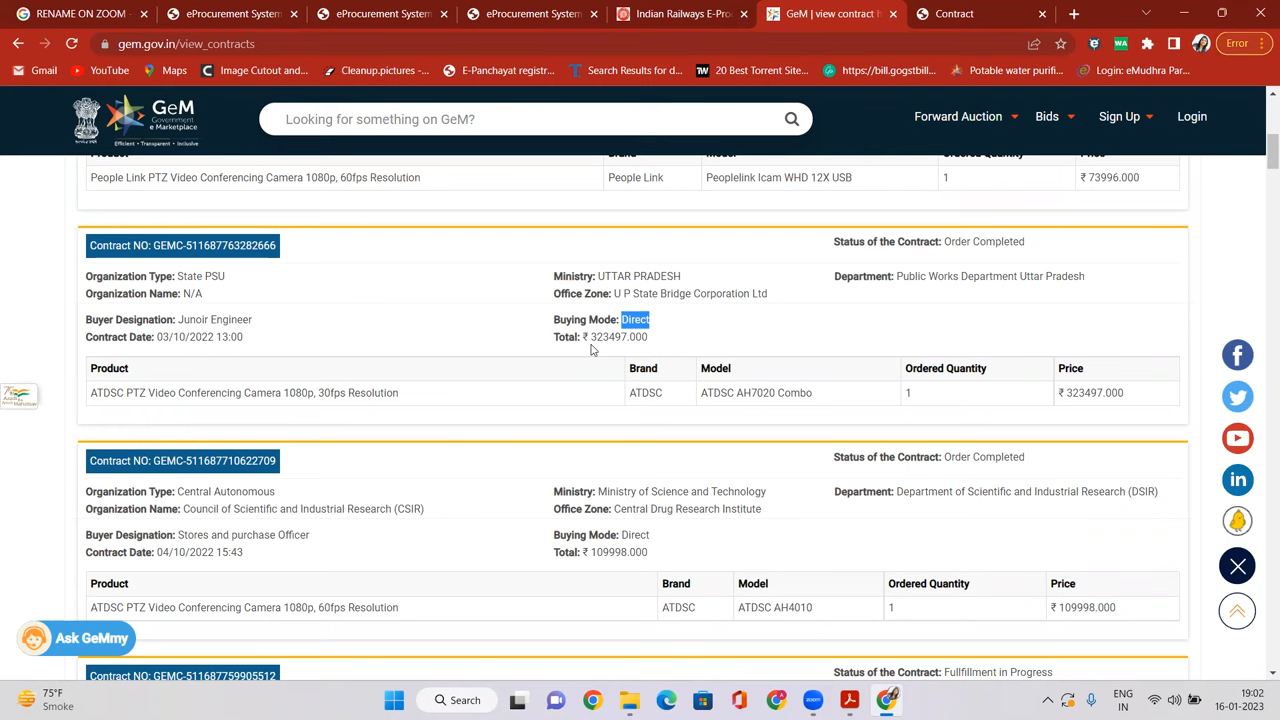 RENAME ON ZOOM -
eProcurement System
eProcurement System
eProcurement System
Indian Railways E-Pro
GeM | view contract h
Contract
gem.gov.in/view_contracts
Error
Gmail
YouTube
Maps
Image Cutout and...
Cleanup.pictures -...
E-Panchayat registr...
Search Results for d...
20 Best Torrent Site...
https://bill.gogstbill...
Potable water purifi...
Login: eMudhra Par...
GeM
Government
e Marketplace
Efficient • Transparent • Inclusive
Looking for something on GeM?
Forward Auction
Bids
Sign Up
Login
Product Brand Model Ordered Quantity Price
People Link PTZ Video Conferencing Camera 1080p, 60fps Resolution People Link Peoplelink Icam WHD 12X USB 1 ₹ 73996.000
Contract NO: GEMC-511687763282666
Status of the Contract: Order Completed
Organization Type: State PSU
Ministry: UTTAR PRADESH
Department: Public Works Department Uttar Pradesh
Organization Name: N/A
Office Zone: U P State Bridge Corporation Ltd
Buyer Designation: Junoir Engineer
Buying Mode: Direct
Contract Date: 03/10/2022 13:00
Total: ₹ 323497.000
Product Brand Model Ordered Quantity Price
ATDSC PTZ Video Conferencing Camera 1080p, 30fps Resolution ATDSC ATDSC AH7020 Combo 1 ₹ 323497.000
Contract NO: GEMC-511687710622709
Status of the Contract: Order Completed
Organization Type: Central Autonomous
Ministry: Ministry of Science and Technology
Department: Department of Scientific and Industrial Research (DSIR)
Organization Name: Council of Scientific and Industrial Research (CSIR)
Office Zone: Central Drug Research Institute
Buyer Designation: Stores and purchase Officer
Buying Mode: Direct
Contract Date: 04/10/2022 15:43
Total: ₹ 109998.000
Product Brand Model Ordered Quantity Price
ATDSC PTZ Video Conferencing Camera 1080p, 60fps Resolution ATDSC ATDSC AH4010 1 ₹ 109998.000
Ask GeMmy
Contract NO: GEMC-511687759905512
Status of the Contract: Fullfillment in Progress
75°F
Smoke
Search
ENG
IN
19:02
16-01-2023